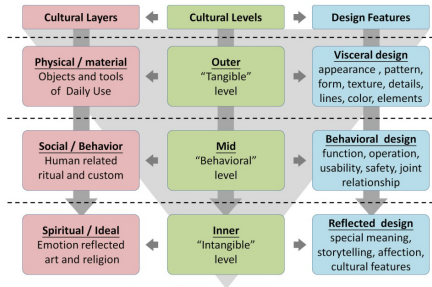 Cultural Layers
Cultural Levels
Design Features
Physical / material
Objects and tools
of Daily Use
Outer
"Tangible"
level
Visceral design
appearance , pattern,
form, texture, details,
lines, color, elements
Social / Behavior
Human related
ritual and custom
Mid
"Behavioral"
level
Behavioral design
function, operation,
usability, safety, joint
relationship
Spiritual / Ideal
Emotion reflected
art and religion
Inner
"Intangible"
level
Reflected design
special meaning,
storytelling, affection,
cultural features